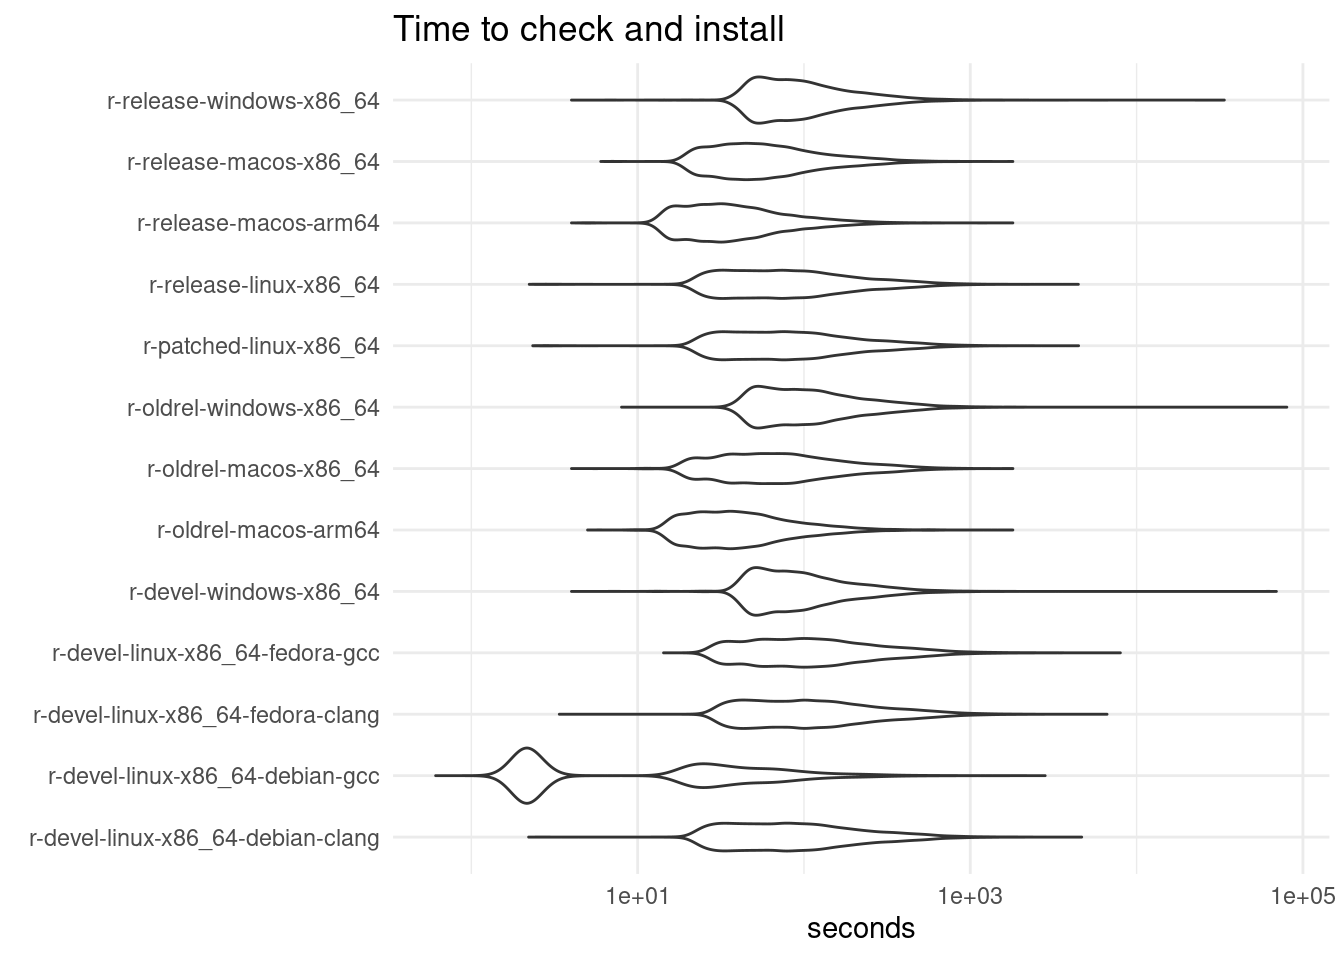 Time to check and install
r-release-windows-x86_64
r-release-macos-x86_64
r-release-macos-arm64
r-release-linux-x86_64
r-patched-linux-x86_64
r-oldrel-windows-x86_64
r-oldrel-macos-x86_64
r-oldrel-macos-arm64
r-devel-windows-x86_64
r-devel-linux-x86_64-fedora-gcc
r-devel-linux-x86_64-fedora-clang
r-devel-linux-x86_64-debian-gcc
r-devel-linux-x86_64-debian-clang
1e+01 1e+03 1e+05
seconds